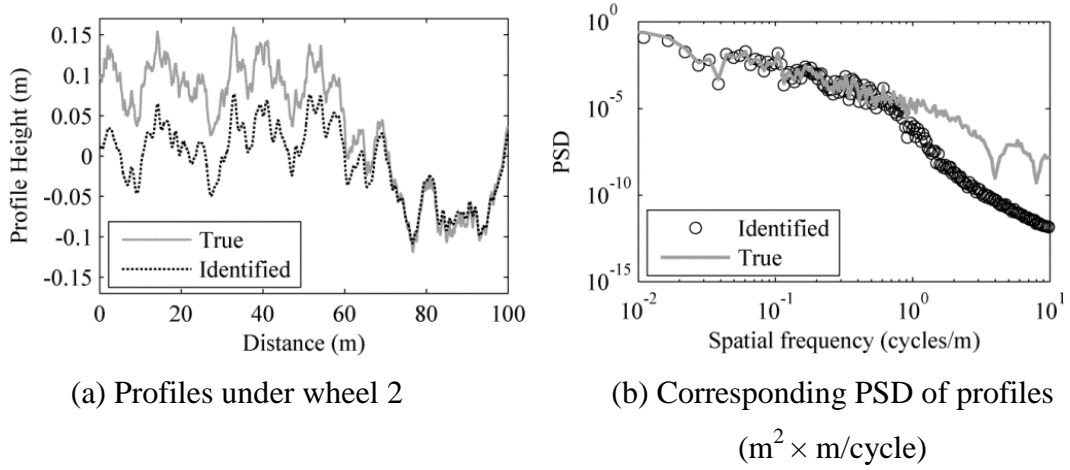 0.15
0.1
0.05
0
-0.05
-0.1
-0.15
Profile Height (m)
True
Identified
0 20 40 60 80 100
Distance (m)
(a) Profiles under wheel 2
10^0
10^-5
10^-10
10^-15
PSD
Identified
True
10^-2 10^-1 10^0 10^1
Spatial frequency (cycles/m)
(b) Corresponding PSD of profiles
(m² × m/cycle)